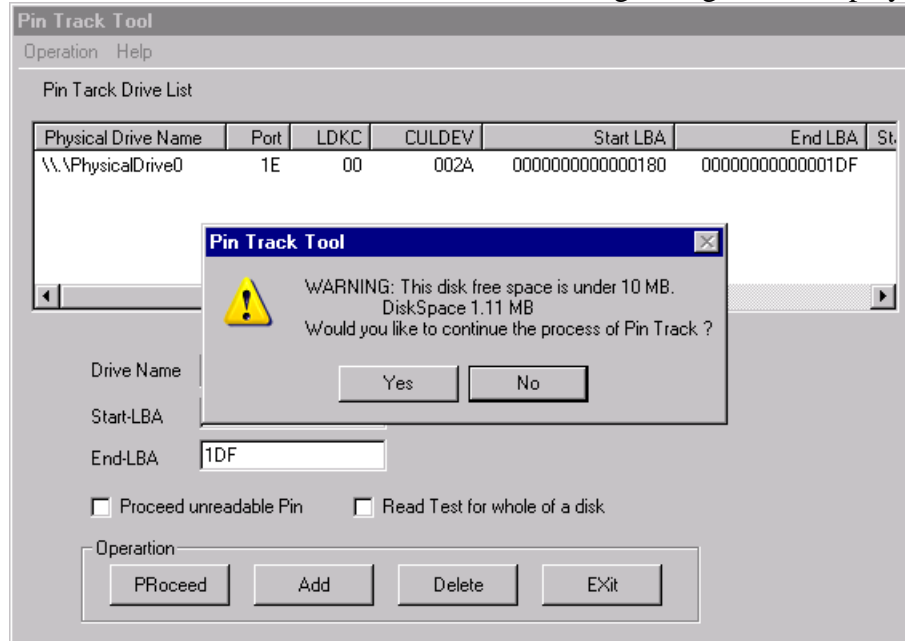 Pin Track Tool
Operation Help
Pin Tarck Drive List
Physical Drive Name Port LDKC CULDEV Start LBA End LBA
\\.\PhysicalDrive0 1E 00 002A 0000000000000180 00000000000001DF
Pin Track Tool
WARNING: This disk free space is under 10 MB.
DiskSpace 1.11 MB
Would you like to continue the process of Pin Track ?
Yes No
Drive Name
Start-LBA
End-LBA 1DF
Proceed unreadable Pin Read Test for whole of a disk
Operartion
PRoceed Add Delete EXit